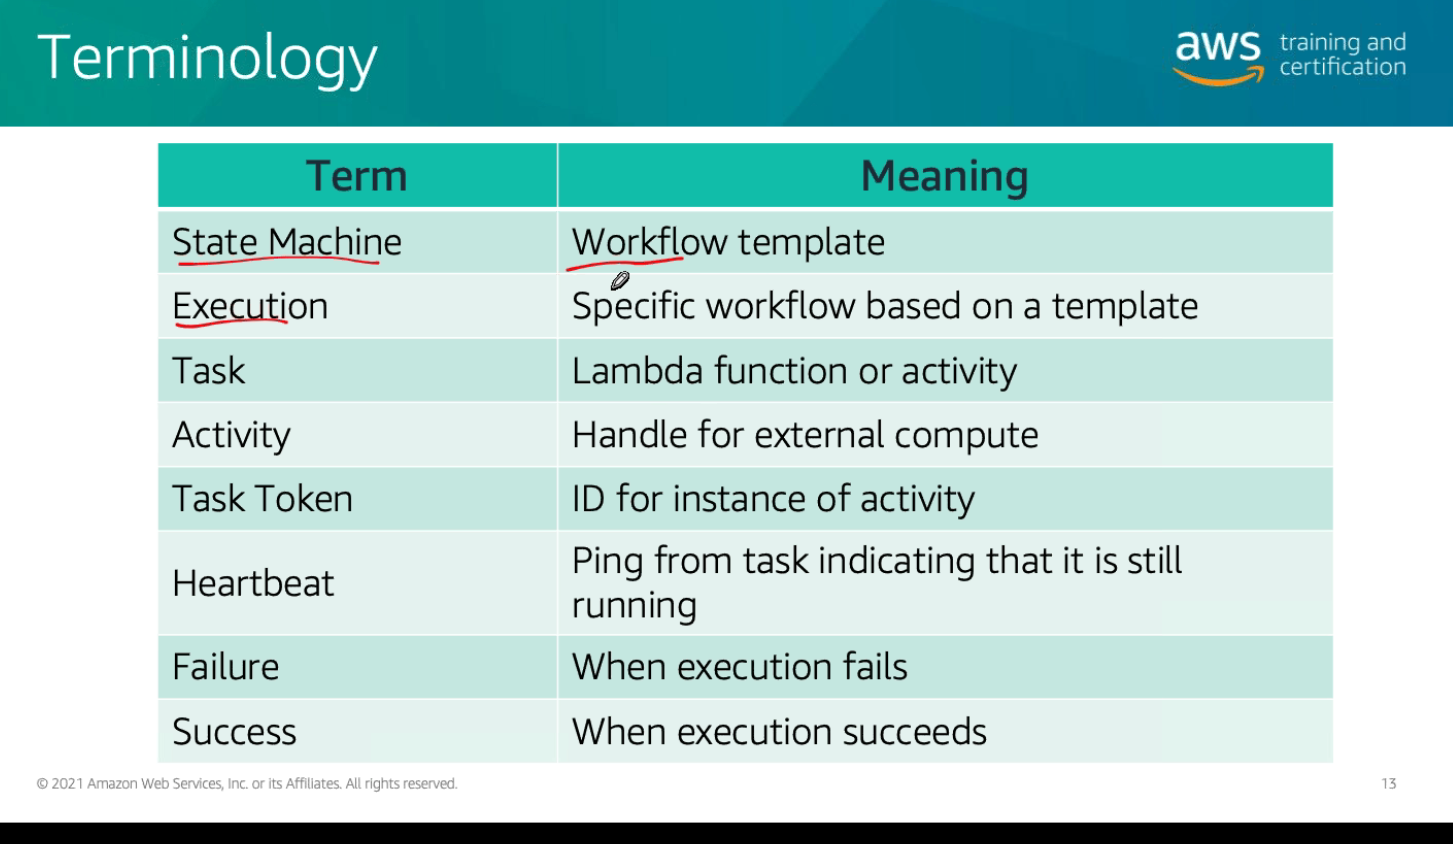 Terminology
aws training and
certification
Term Meaning
State Machine Workflow template
Execution Specific workflow based on a template
Task Lambda function or activity
Activity Handle for external compute
Task Token ID for instance of activity
Heartbeat Ping from task indicating that it is still
running
Failure When execution fails
Success When execution succeeds
© 2021 Amazon Web Services, Inc. or its Affiliates. All rights reserved. 13